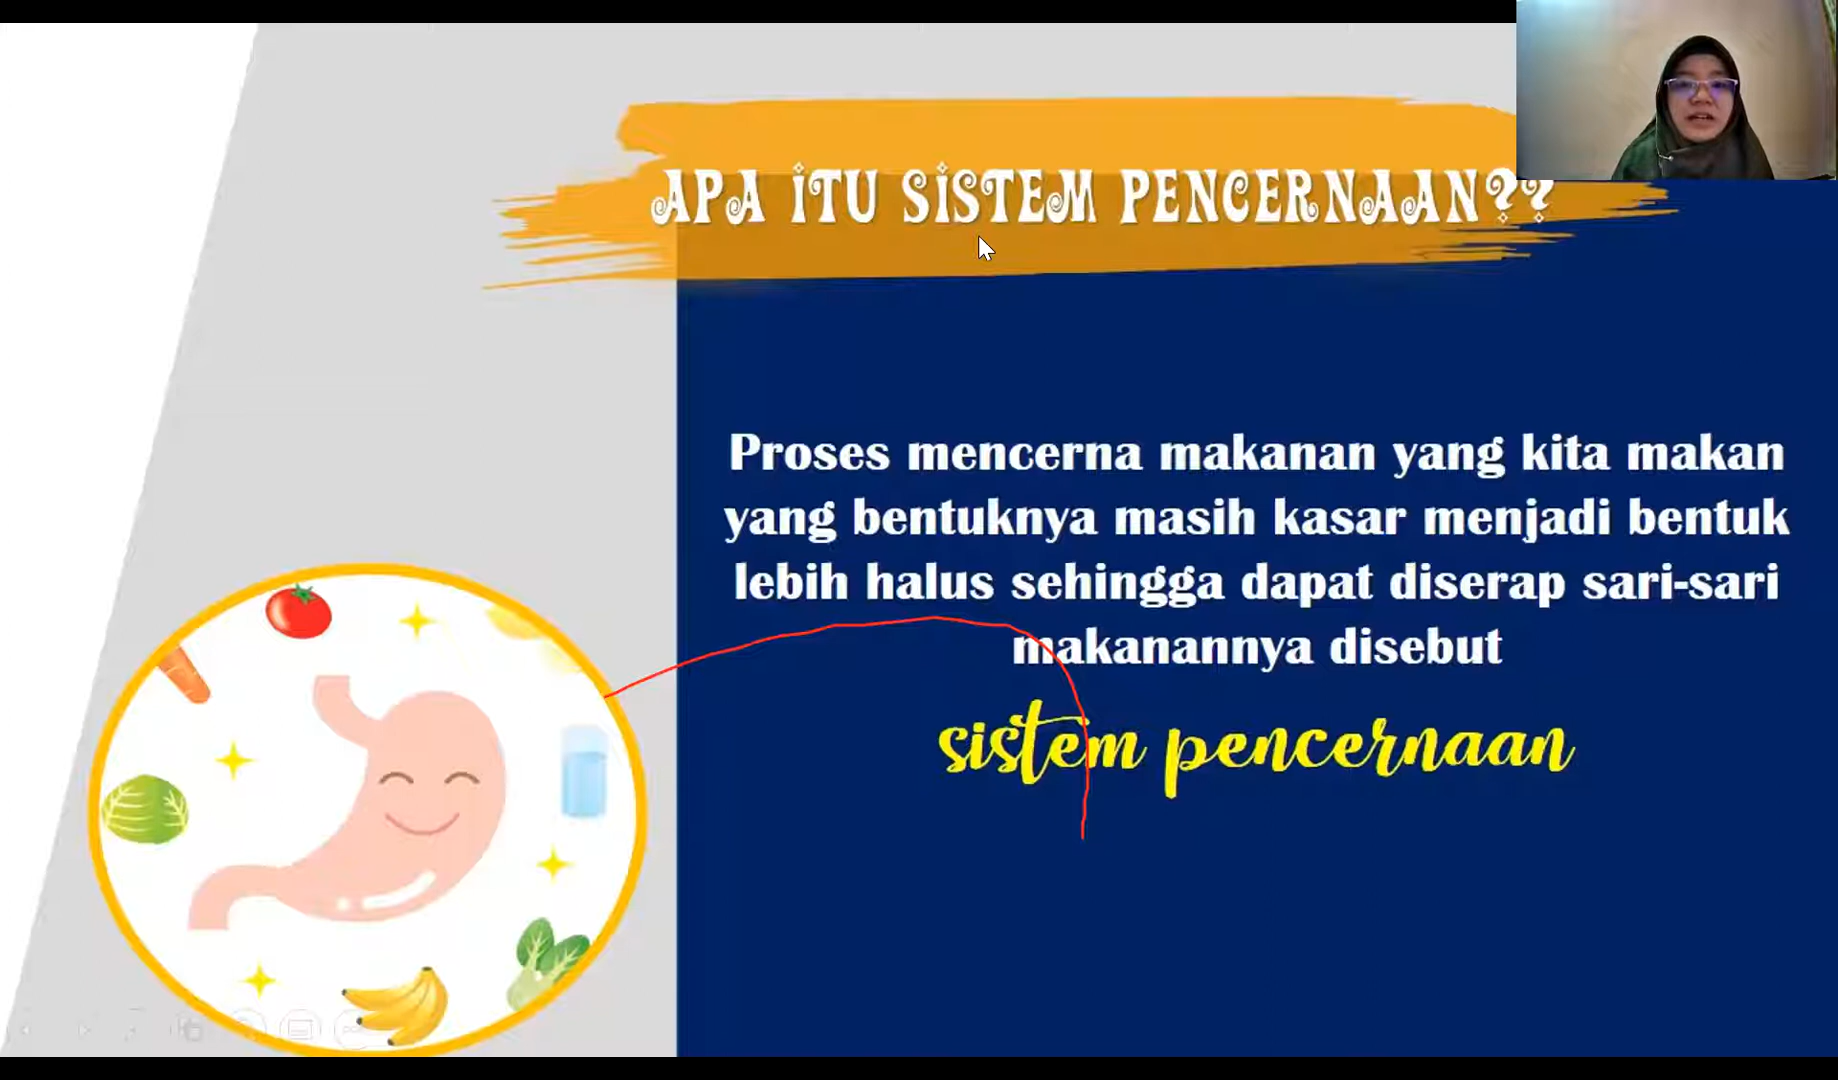 APA ITU SISTEM PENCERNAAN??
Proses mencerna makanan yang kita makan
yang bentuknya masih kasar menjadi bentuk
lebih halus sehingga dapat diserap sari-sari
makanannya disebut
sistem pencernaan